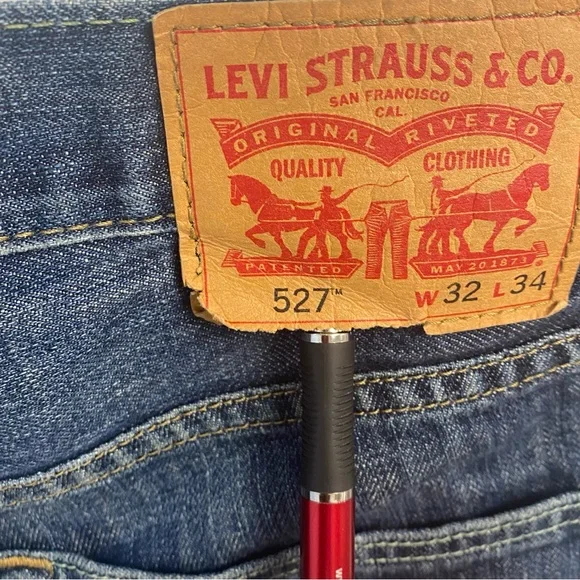 LEVI STRAUSS & CO.
SAN FRANCISCO
CAL.
ORIGINAL RIVETED
QUALITY CLOTHING
PATENTED MAY 20 1873
527™ W 32 L 34